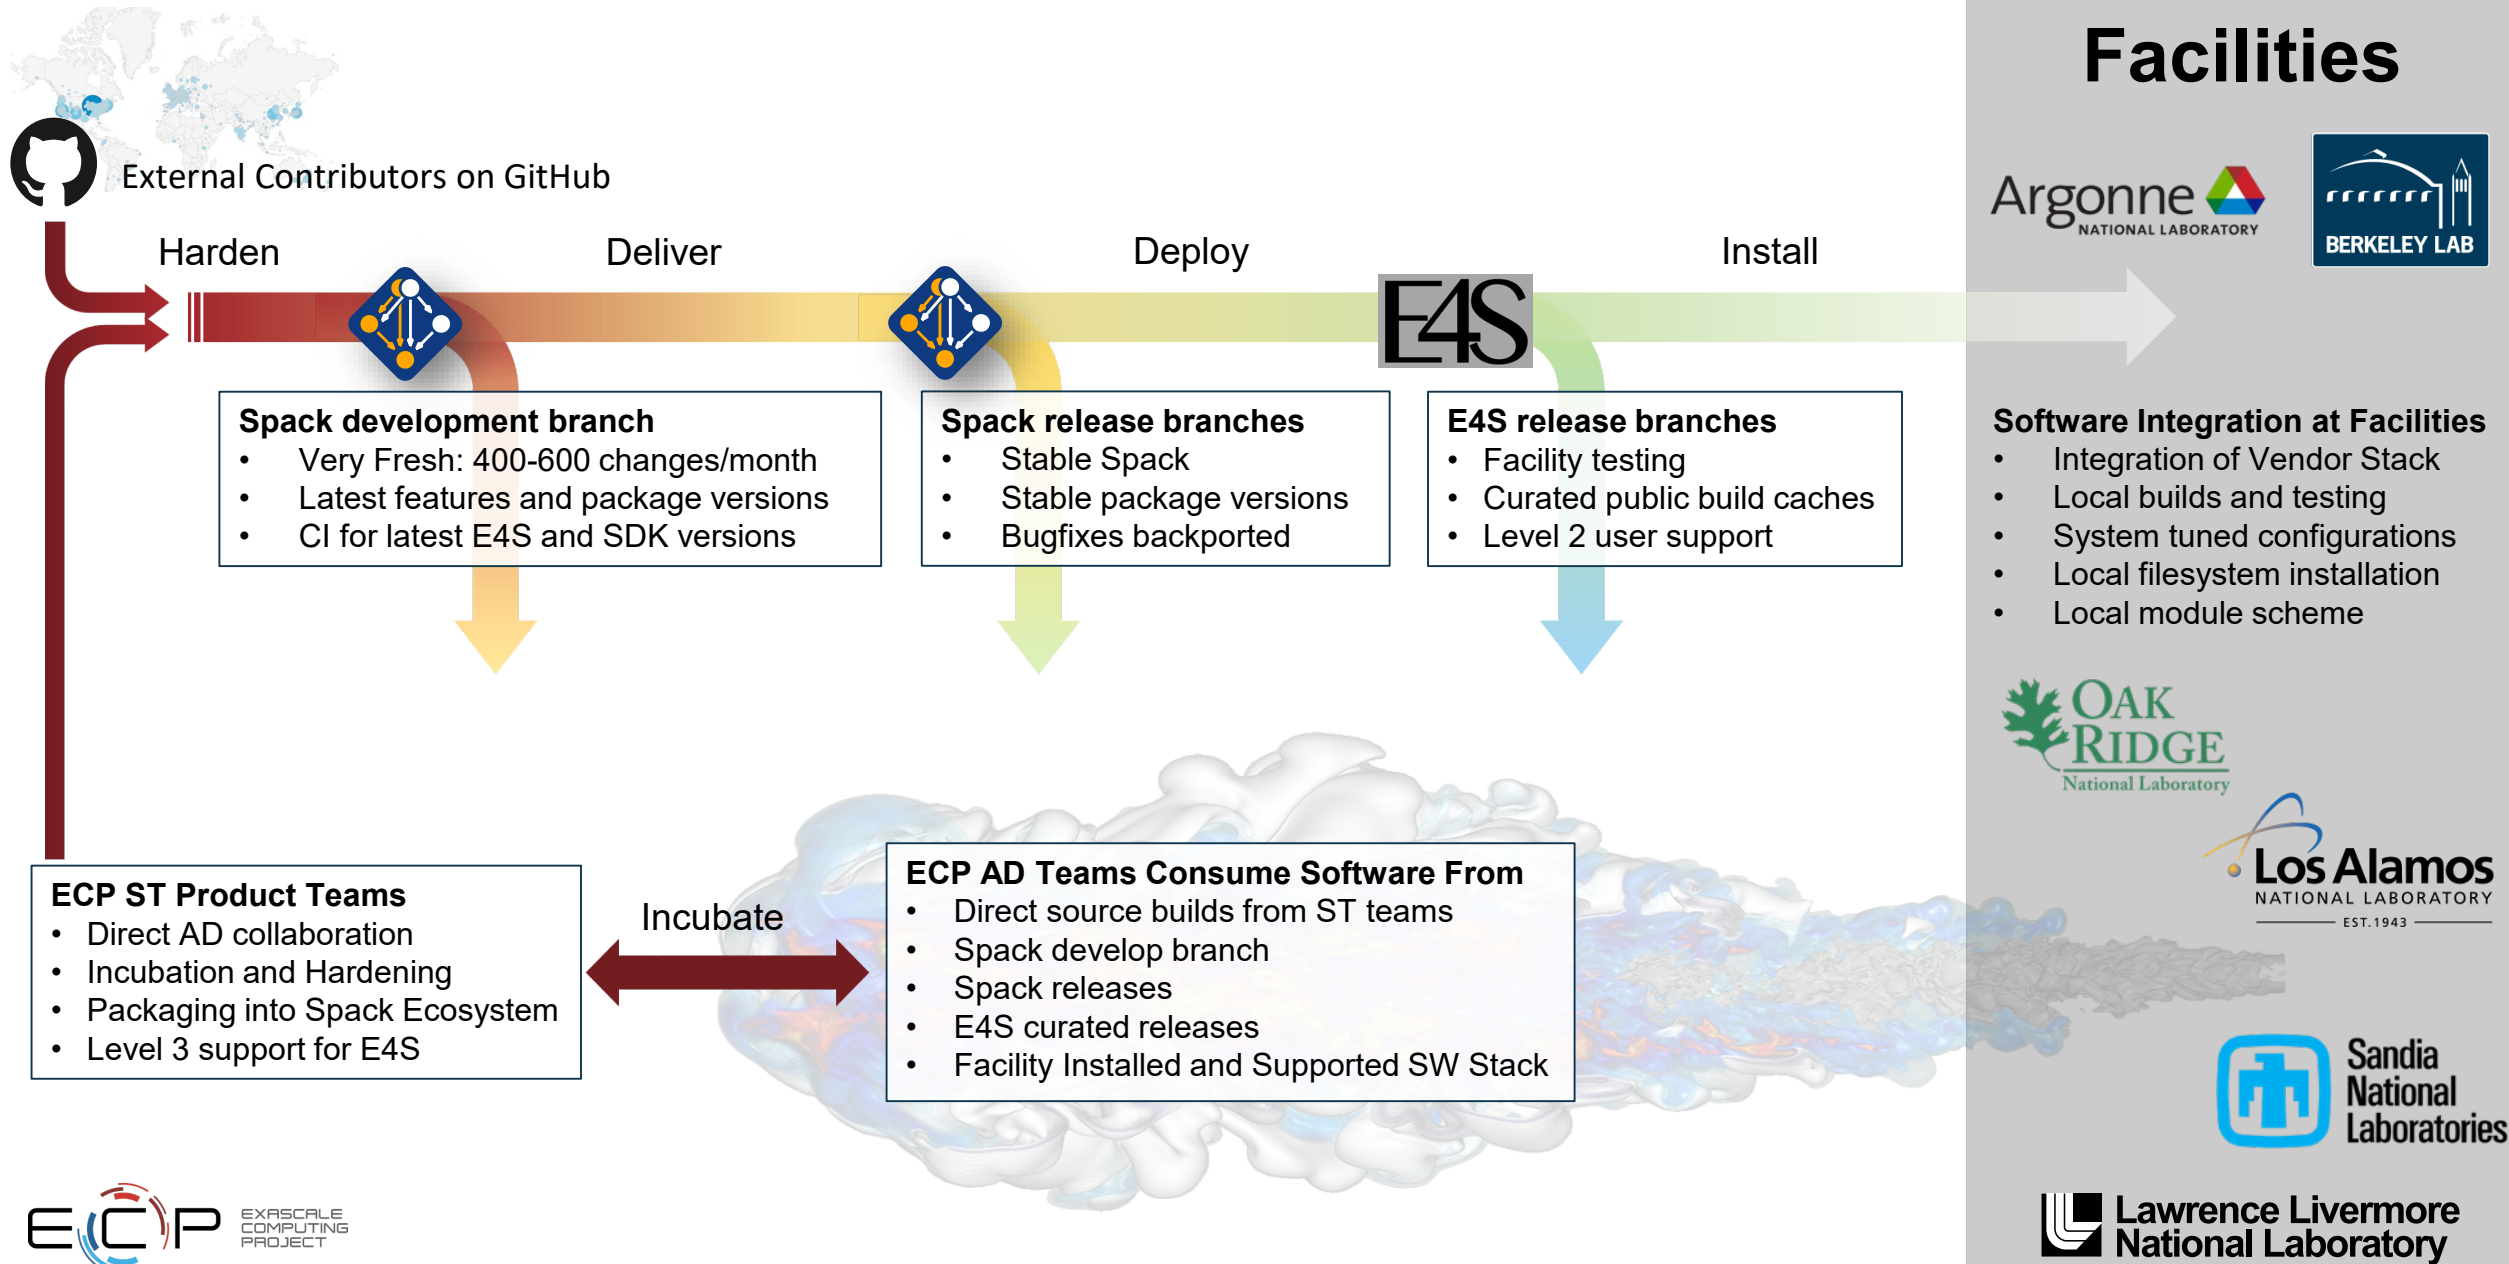 Facilities
External Contributors on GitHub
Argonne
NATIONAL LABORATORY
BERKELEY LAB
Harden
Deliver
Deploy
Install
E4S
Spack development branch
• Very Fresh: 400-600 changes/month
• Latest features and package versions
• CI for latest E4S and SDK versions
Spack release branches
• Stable Spack
• Stable package versions
• Bugfixes backported
E4S release branches
• Facility testing
• Curated public build caches
• Level 2 user support
Software Integration at Facilities
• Integration of Vendor Stack
• Local builds and testing
• System tuned configurations
• Local filesystem installation
• Local module scheme
OAK
RIDGE
National Laboratory
Los Alamos
NATIONAL LABORATORY
EST.1943
ECP ST Product Teams
• Direct AD collaboration
• Incubation and Hardening
• Packaging into Spack Ecosystem
• Level 3 support for E4S
Incubate
ECP AD Teams Consume Software From
• Direct source builds from ST teams
• Spack develop branch
• Spack releases
• E4S curated releases
• Facility Installed and Supported SW Stack
Sandia
National
Laboratories
ECP
EXASCALE
COMPUTING
PROJECT
Lawrence Livermore
National Laboratory